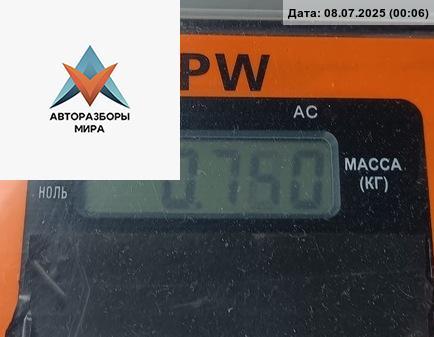 Дата: 08.07.2025 (00:06)
PW
АВТОРАЗБОРЫ
МИРА
AC
НОЛЬ
0.760
МАССА
(КГ)